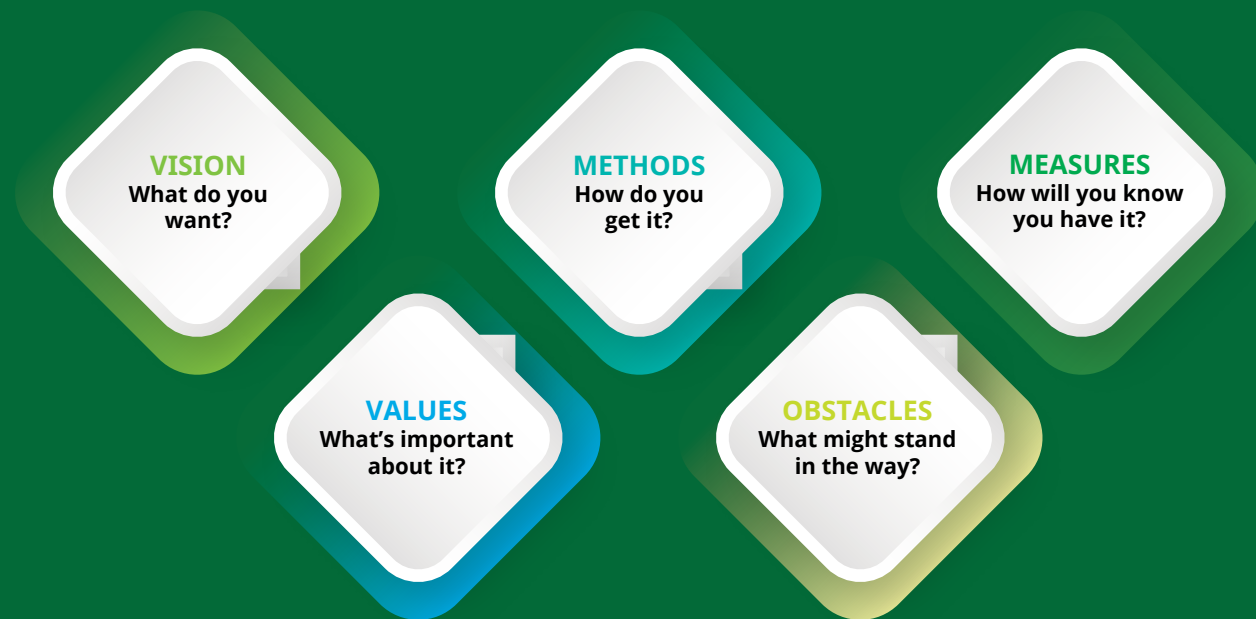 VISION
What do you
want?
VALUES
What’s important
about it?
METHODS
How do you
get it?
OBSTACLES
What might stand
in the way?
MEASURES
How will you know
you have it?